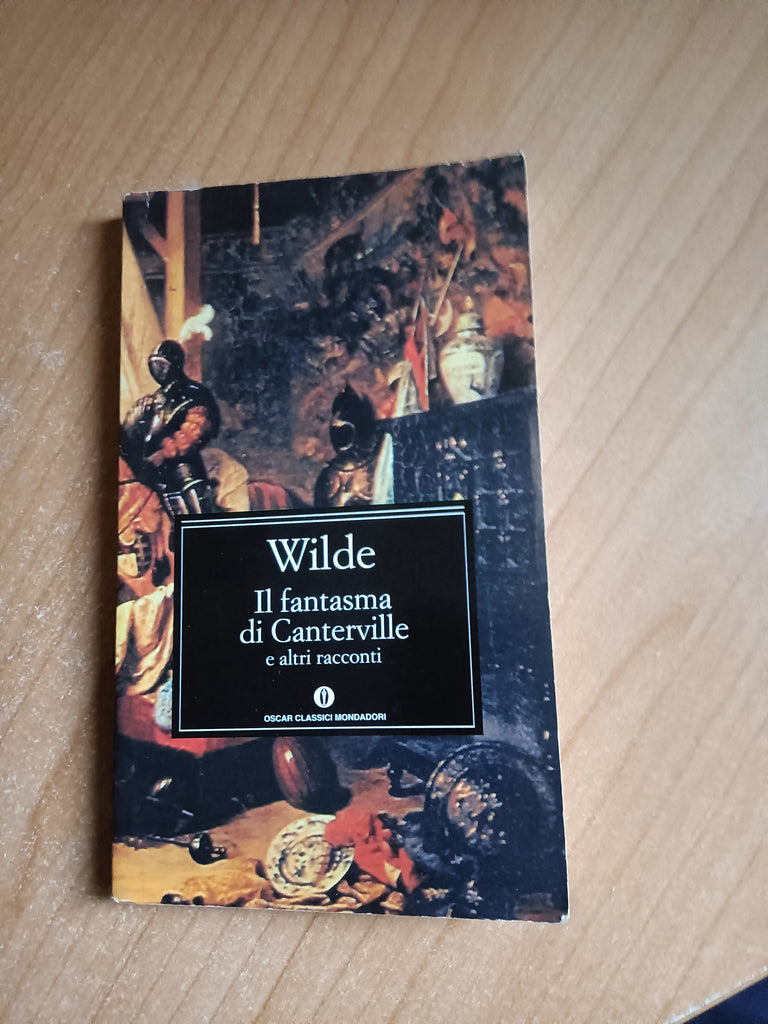 Wilde
Il fantasma
di Canterville
e altri racconti
OSCAR CLASSICI MONDADORI